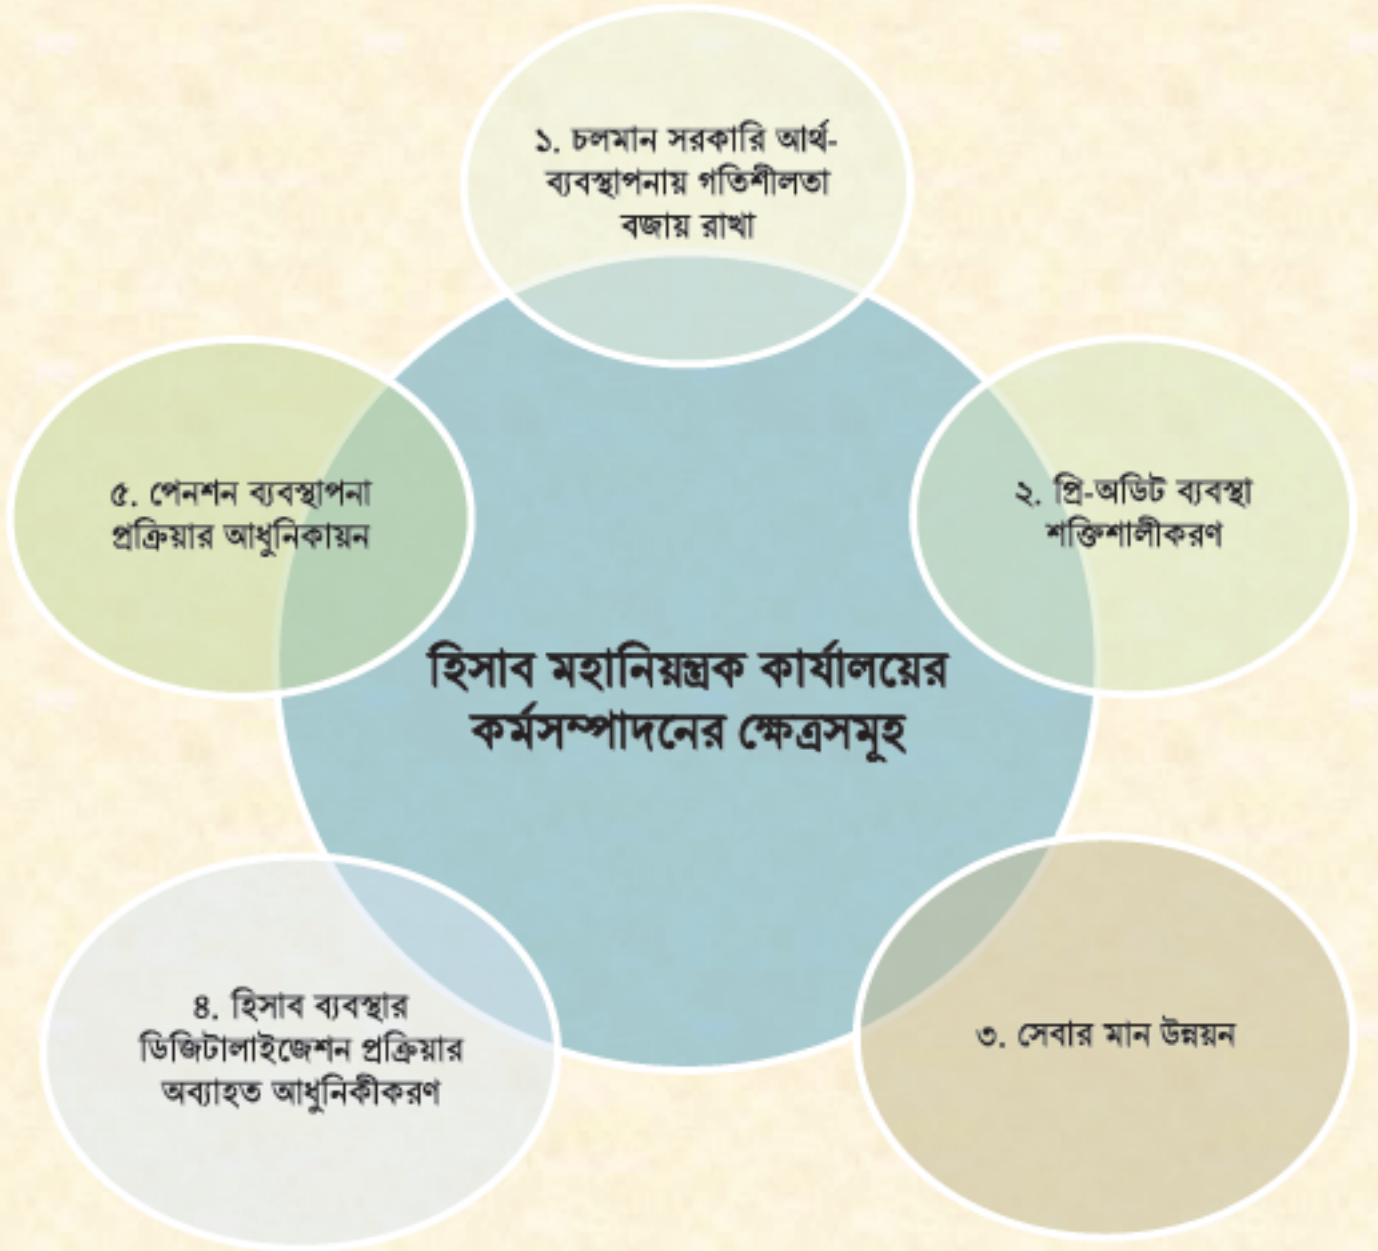 ১. চলমান সরকারি আর্থ-
ব্যবস্থাপনায় গতিশীলতা
বজায় রাখা
২. প্রি-অডিট ব্যবস্থা
শক্তিশালীকরণ
৩. সেবার মান উন্নয়ন
৪. হিসাব ব্যবস্থার
ডিজিটালাইজেশন প্রক্রিয়ার
অব্যাহত আধুনিকীকরণ
৫. পেনশন ব্যবস্থাপনা
প্রক্রিয়ার আধুনিকায়ন
হিসাব মহানিয়ন্ত্রক কার্যালয়ের
কর্মসম্পাদনের ক্ষেত্রসমূহ